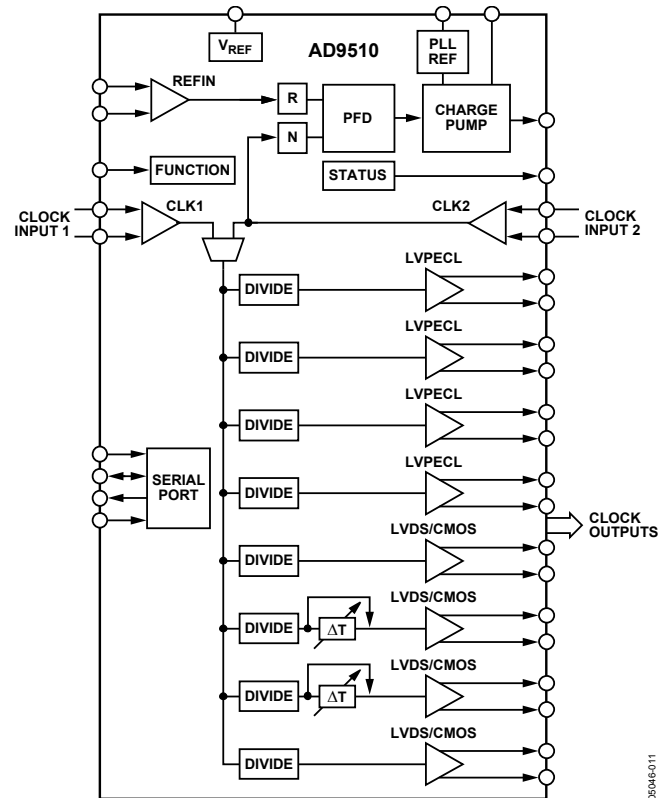 VREF
AD9510
PLL
REF
REFIN
R
PFD
CHARGE
PUMP
N
FUNCTION
STATUS
CLOCK
INPUT 1
CLK1
CLK2
CLOCK
INPUT 2
LVPECL
DIVIDE
LVPECL
DIVIDE
LVPECL
DIVIDE
LVPECL
SERIAL
PORT
DIVIDE
CLOCK
OUTPUTS
LVDS/CMOS
DIVIDE
LVDS/CMOS
DIVIDE
ΔT
LVDS/CMOS
DIVIDE
ΔT
LVDS/CMOS
DIVIDE
05046-011